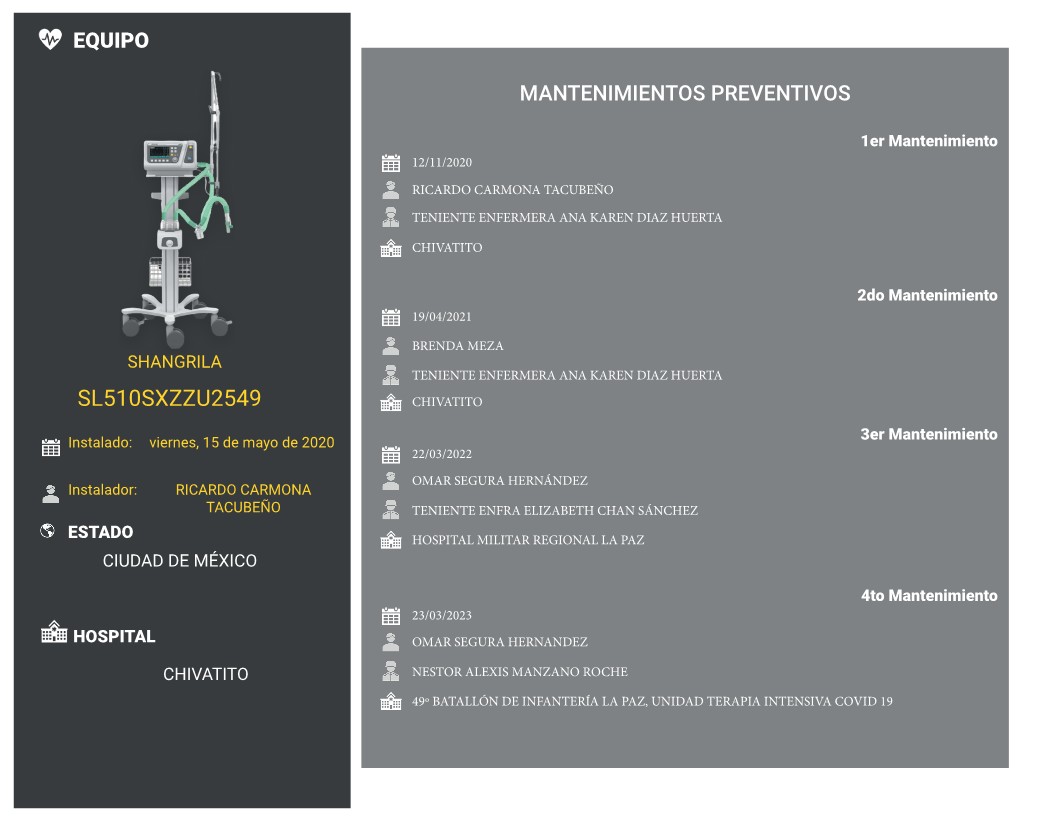 EQUIPO
SHANGRILA
SL510SXZZU2549
Instalado: viernes, 15 de mayo de 2020
Instalador: RICARDO CARMONA
TACUBEÑO
ESTADO
CIUDAD DE MÉXICO
HOSPITAL
CHIVATITO
MANTENIMIENTOS PREVENTIVOS
1er Mantenimiento
12/11/2020
RICARDO CARMONA TACUBEÑO
TENIENTE ENFERMERA ANA KAREN DIAZ HUERTA
CHIVATITO
2do Mantenimiento
19/04/2021
BRENDA MEZA
TENIENTE ENFERMERA ANA KAREN DIAZ HUERTA
CHIVATITO
3er Mantenimiento
22/03/2022
OMAR SEGURA HERNÁNDEZ
TENIENTE ENFRA ELIZABETH CHAN SÁNCHEZ
HOSPITAL MILITAR REGIONAL LA PAZ
4to Mantenimiento
23/03/2023
OMAR SEGURA HERNANDEZ
NESTOR ALEXIS MANZANO ROCHE
49º BATALLÓN DE INFANTERÍA LA PAZ, UNIDAD TERAPIA INTENSIVA COVID 19